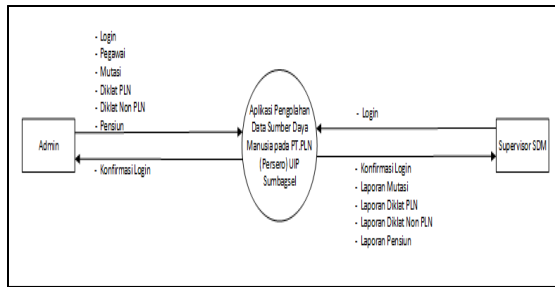 - Login
- Pegawai
- Mutasi
- Diklat PLN
- Diklat Non PLN
- Pensiun
Admin
- Konfirmasi Login
Aplikasi Pengolahan
Data Sumber Daya
Manusia pada PT.PLN
(Persero) UIP
Sumbagsel
- Login
Supervisor SDM
- Konfirmasi Login
- Laporan Mutasi
- Laporan Diklat PLN
- Laporan Diklat Non PLN
- Laporan Pensiun